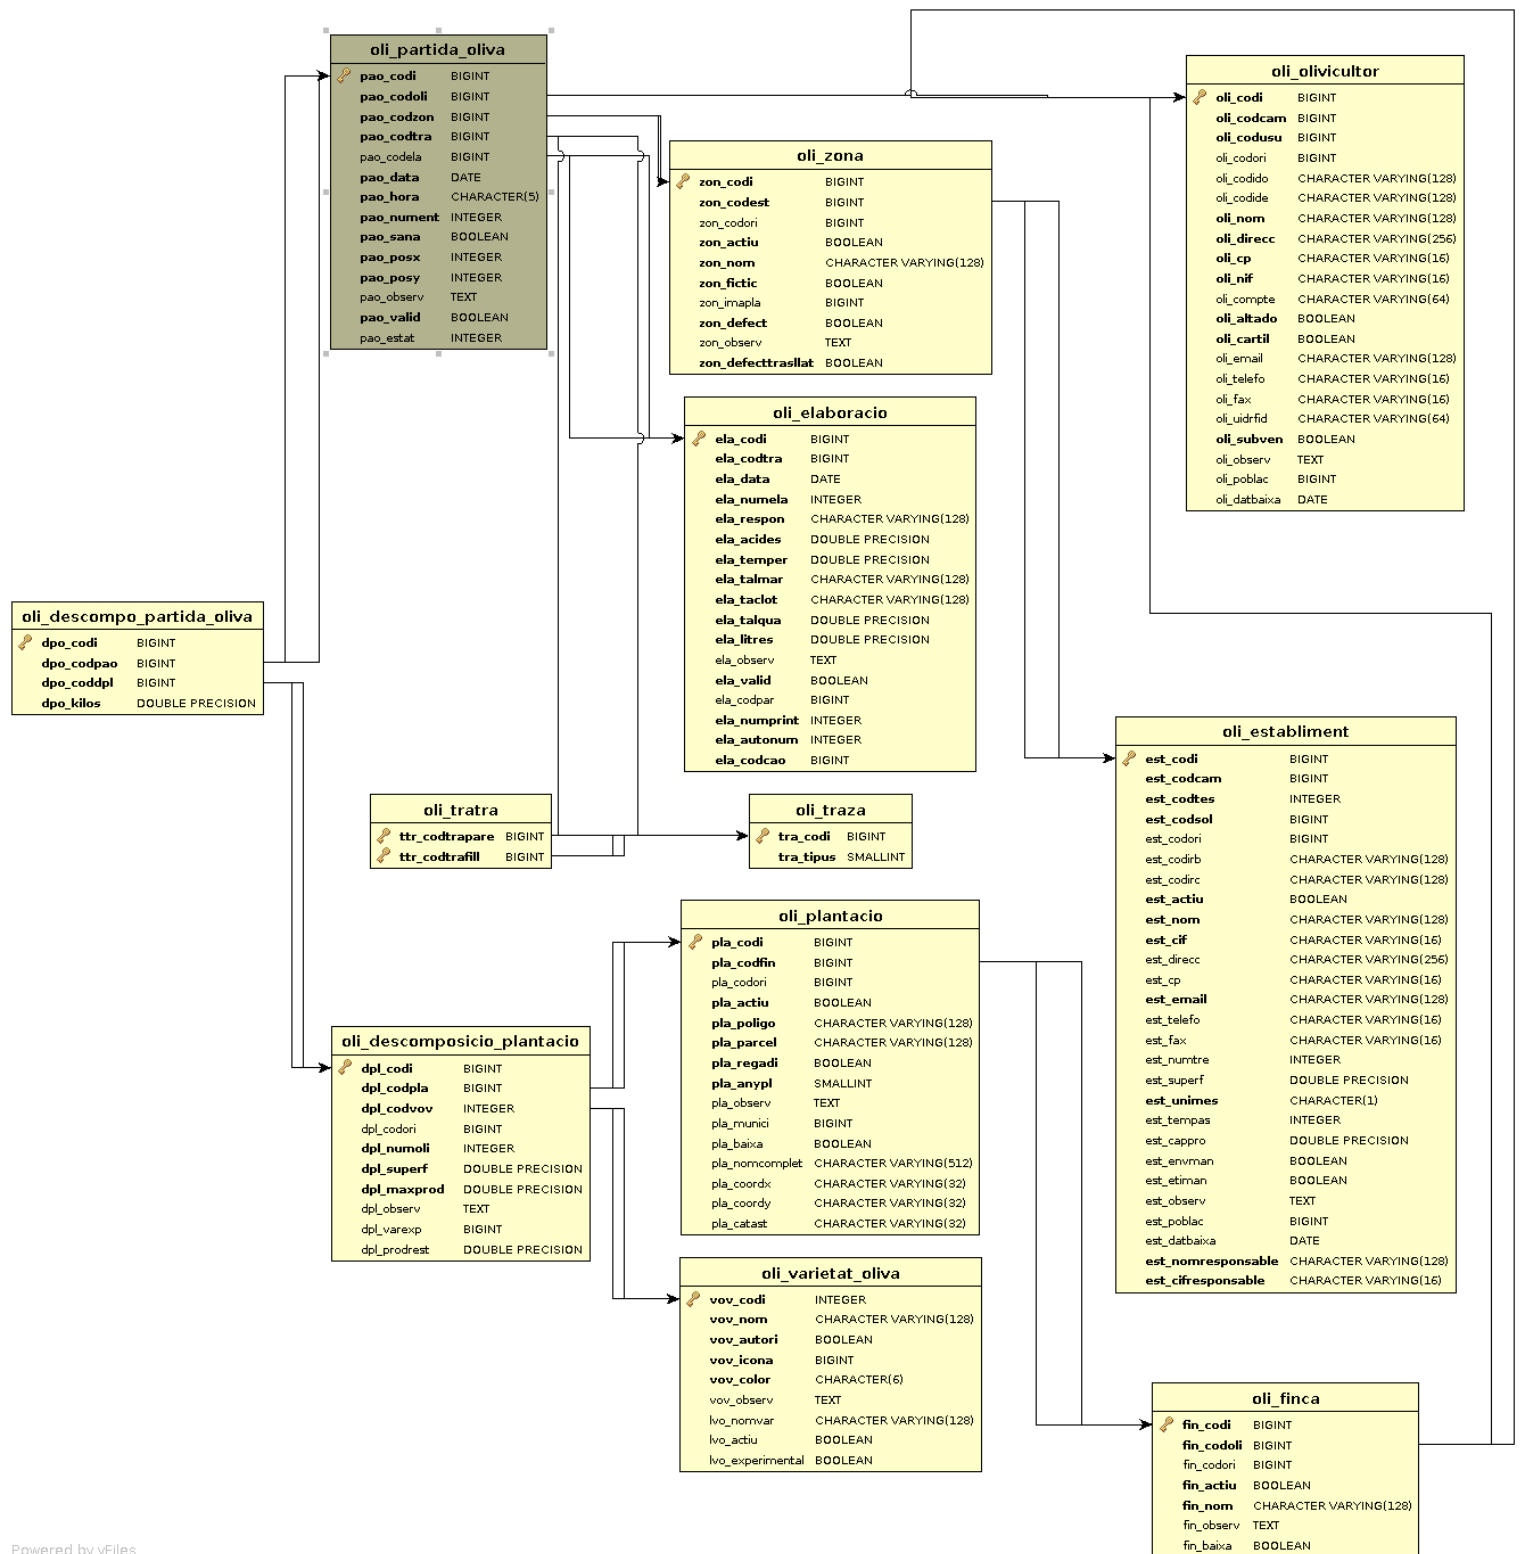 oli_partida_oliva
pao_codi BIGINT
pao_codoli BIGINT
pao_codzon BIGINT
pao_codtra BIGINT
pao_codela BIGINT
pao_data DATE
pao_hora CHARACTER(5)
pao_nument INTEGER
pao_sana BOOLEAN
pao_posx INTEGER
pao_posy INTEGER
pao_observ TEXT
pao_valid BOOLEAN
pao_estat INTEGER
oli_zona
zon_codi BIGINT
zon_codest BIGINT
zon_codori BIGINT
zon_actiu BOOLEAN
zon_nom CHARACTER VARYING(128)
zon_fictic BOOLEAN
zon_imapla BIGINT
zon_defect BOOLEAN
zon_observ TEXT
zon_defecttrasllat BOOLEAN
oli_olivicultor
oli_codi BIGINT
oli_codcam BIGINT
oli_codusu BIGINT
oli_codori BIGINT
oli_codido CHARACTER VARYING(128)
oli_codide CHARACTER VARYING(128)
oli_nom CHARACTER VARYING(128)
oli_direcc CHARACTER VARYING(256)
oli_cp CHARACTER VARYING(16)
oli_nif CHARACTER VARYING(16)
oli_compte CHARACTER VARYING(64)
oli_altado BOOLEAN
oli_cartil BOOLEAN
oli_email CHARACTER VARYING(128)
oli_telefo CHARACTER VARYING(16)
oli_fax CHARACTER VARYING(16)
oli_uidrfid CHARACTER VARYING(64)
oli_subven BOOLEAN
oli_observ TEXT
oli_poblac BIGINT
oli_datbaixa DATE
oli_elaboracio
ela_codi BIGINT
ela_codtra BIGINT
ela_data DATE
ela_numela INTEGER
ela_respon CHARACTER VARYING(128)
ela_acides DOUBLE PRECISION
ela_temper DOUBLE PRECISION
ela_talmar CHARACTER VARYING(128)
ela_taclot CHARACTER VARYING(128)
ela_talqua DOUBLE PRECISION
ela_litres DOUBLE PRECISION
ela_observ TEXT
ela_valid BOOLEAN
ela_codpar BIGINT
ela_numprint INTEGER
ela_autonum INTEGER
ela_codcao BIGINT
oli_descompo_partida_oliva
dpo_codi BIGINT
dpo_codpao BIGINT
dpo_coddpl BIGINT
dpo_kilos DOUBLE PRECISION
oli_tratra
ttr_codtrapare BIGINT
ttr_codtrafill BIGINT
oli_traza
tra_codi BIGINT
tra_tipus SMALLINT
oli_establiment
est_codi BIGINT
est_codcam BIGINT
est_codtes INTEGER
est_codsol BIGINT
est_codori BIGINT
est_codirb CHARACTER VARYING(128)
est_codirc CHARACTER VARYING(128)
est_actiu BOOLEAN
est_nom CHARACTER VARYING(128)
est_cif CHARACTER VARYING(16)
est_direcc CHARACTER VARYING(256)
est_cp CHARACTER VARYING(16)
est_email CHARACTER VARYING(128)
est_telefo CHARACTER VARYING(16)
est_fax CHARACTER VARYING(16)
est_numtre INTEGER
est_superf DOUBLE PRECISION
est_unimes CHARACTER(1)
est_tempas INTEGER
est_cappro DOUBLE PRECISION
est_envman BOOLEAN
est_etiman BOOLEAN
est_observ TEXT
est_poblac BIGINT
est_datbaixa DATE
est_nomresponsable CHARACTER VARYING(128)
est_cifresponsable CHARACTER VARYING(16)
oli_plantacio
pla_codi BIGINT
pla_codfin BIGINT
pla_codori BIGINT
pla_actiu BOOLEAN
pla_poligo CHARACTER VARYING(128)
pla_parcel CHARACTER VARYING(128)
pla_regadi BOOLEAN
pla_anypl SMALLINT
pla_observ TEXT
pla_munici BIGINT
pla_baixa BOOLEAN
pla_nomcomplet CHARACTER VARYING(512)
pla_coordx CHARACTER VARYING(32)
pla_coordy CHARACTER VARYING(32)
pla_catast CHARACTER VARYING(32)
oli_descomposicio_plantacio
dpl_codi BIGINT
dpl_codpla BIGINT
dpl_codvov INTEGER
dpl_codori BIGINT
dpl_numoli INTEGER
dpl_superf DOUBLE PRECISION
dpl_maxprod DOUBLE PRECISION
dpl_observ TEXT
dpl_varexp BIGINT
dpl_prodrest DOUBLE PRECISION
oli_varietat_oliva
vov_codi INTEGER
vov_nom CHARACTER VARYING(128)
vov_autori BOOLEAN
vov_icona BIGINT
vov_color CHARACTER(6)
vov_observ TEXT
lvo_nomvar CHARACTER VARYING(128)
lvo_actiu BOOLEAN
lvo_experimental BOOLEAN
oli_finca
fin_codi BIGINT
fin_codoli BIGINT
fin_codori BIGINT
fin_actiu BOOLEAN
fin_nom CHARACTER VARYING(128)
fin_observ TEXT
fin_baixa BOOLEAN
Powered by yFiles